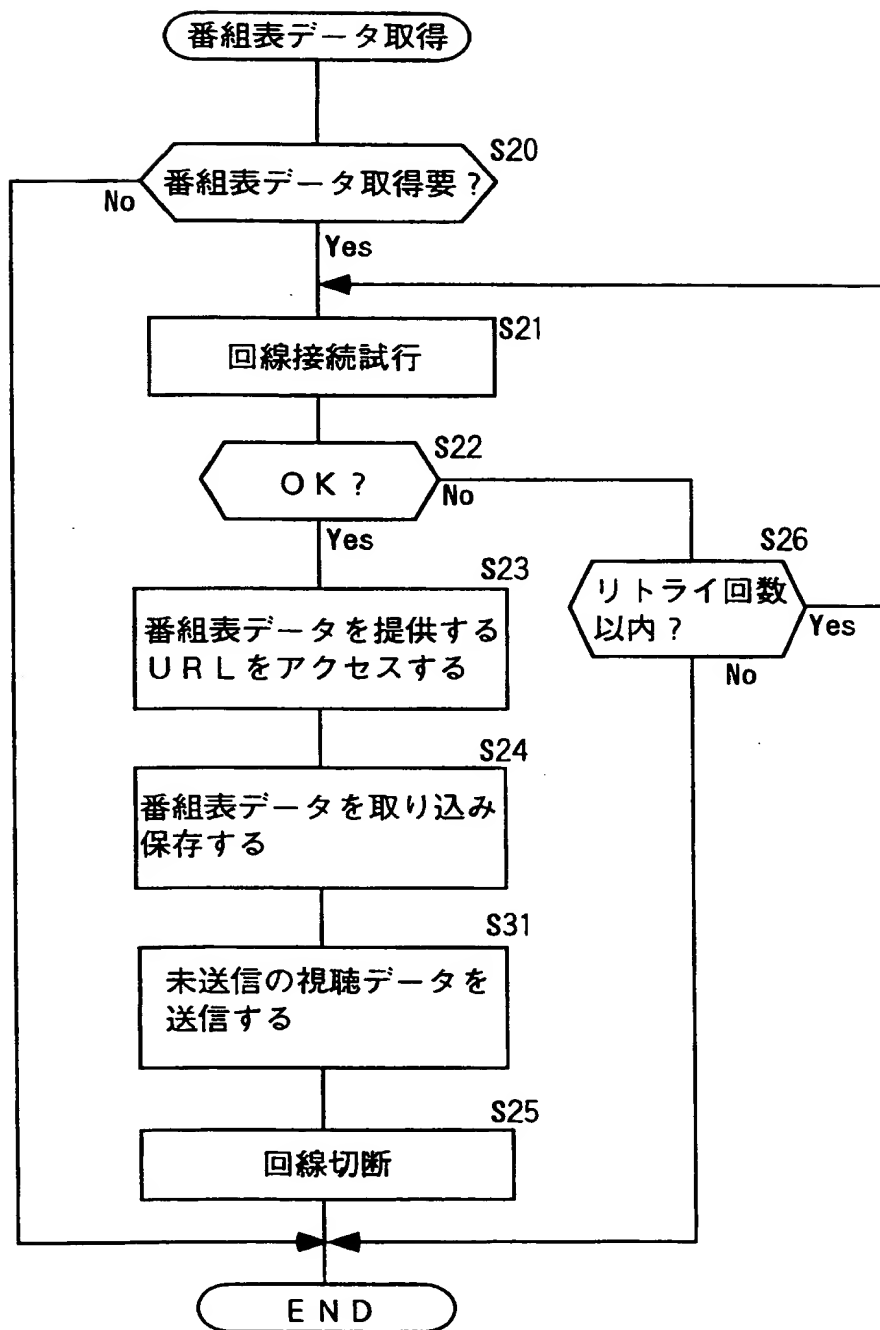 番組表データ取得
S20
番組表データ取得要？
No
Yes
S21
回線接続試行
S22
ＯＫ？
No
Yes
S26
リトライ回数
以内？
Yes
No
S23
番組表データを提供する
ＵＲＬをアクセスする
S24
番組表データを取り込み
保存する
S31
未送信の視聴データを
送信する
S25
回線切断
ＥＮＤ